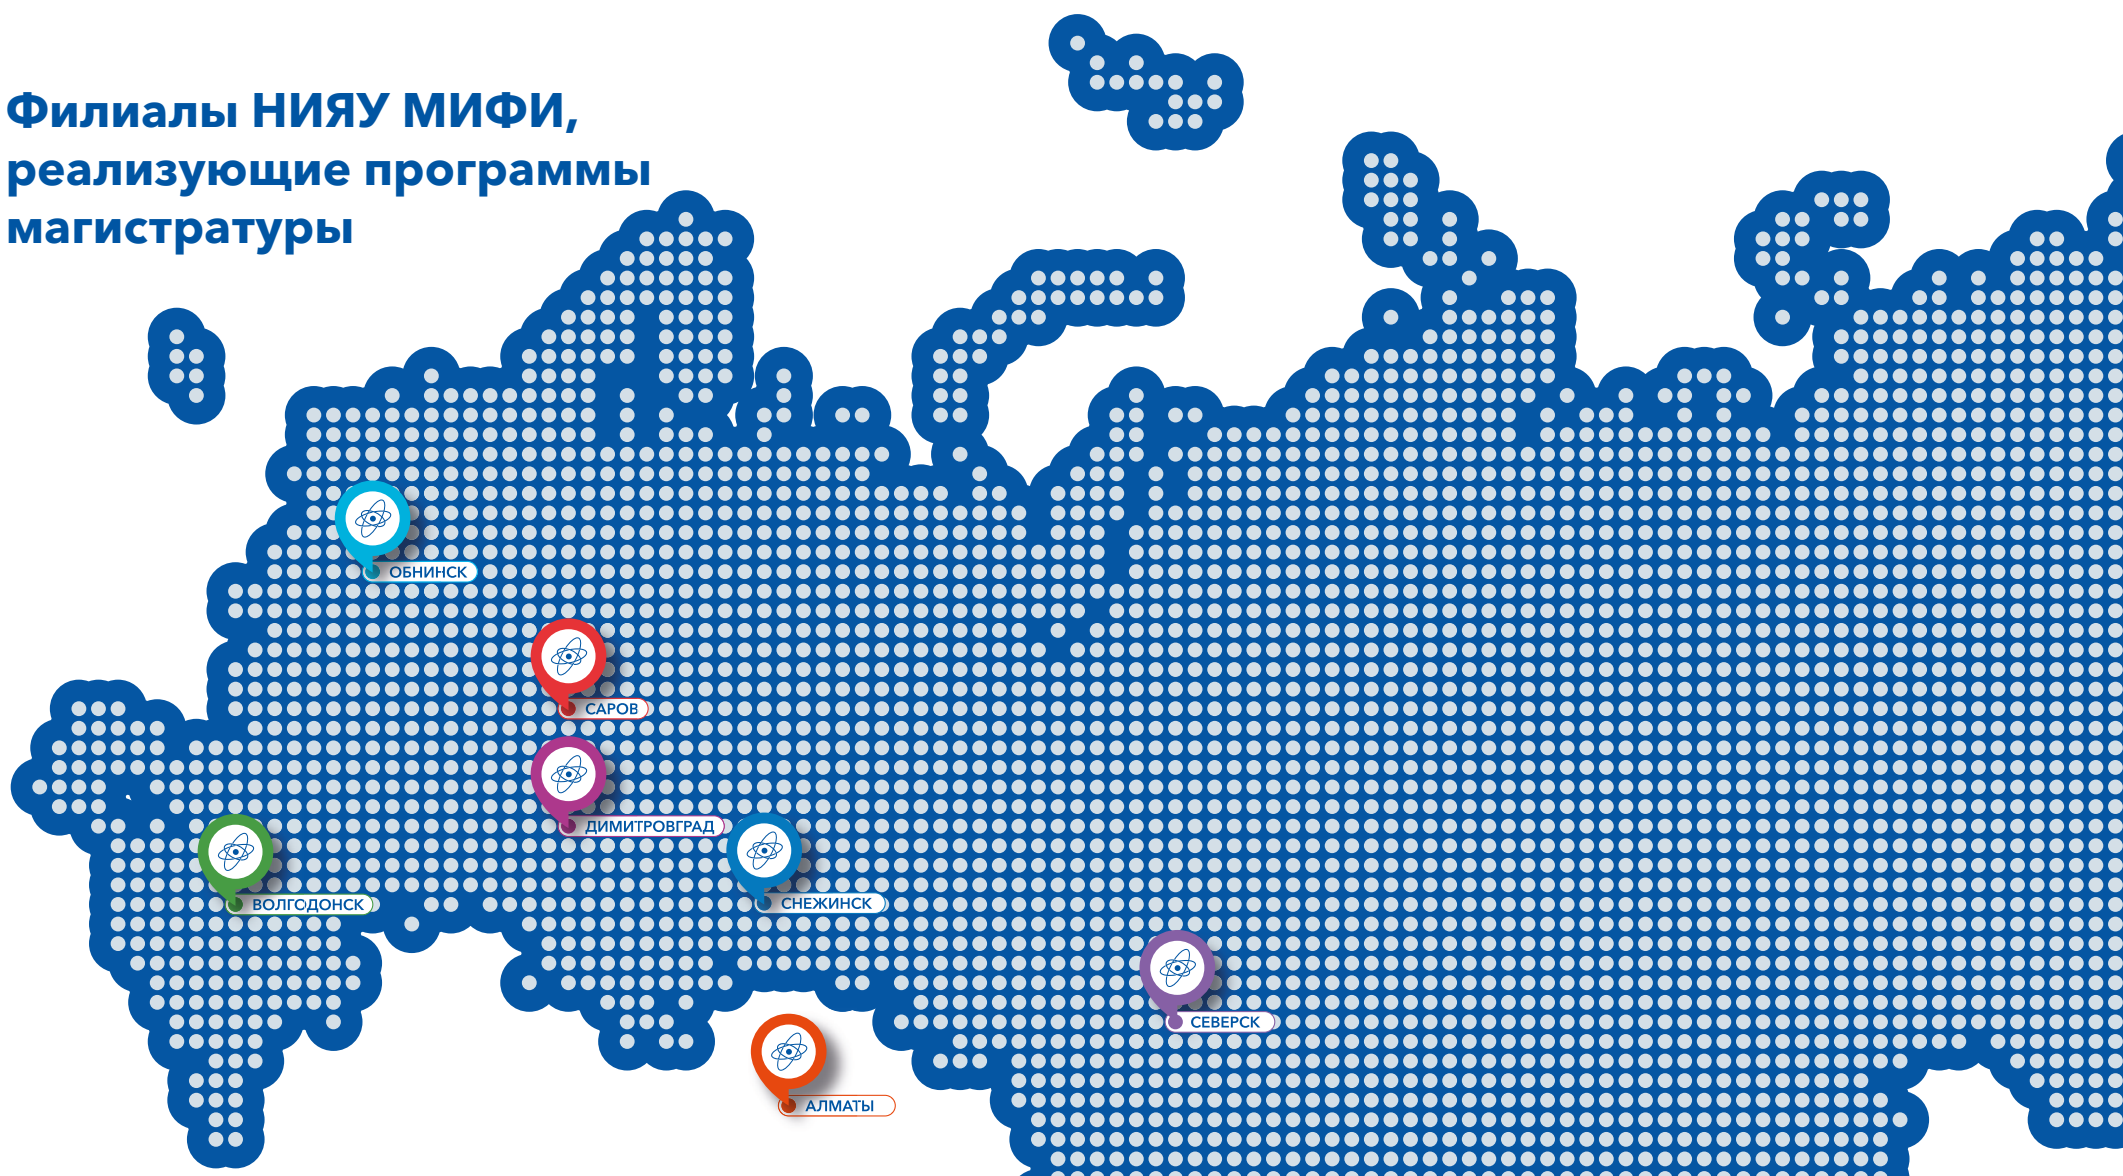 Филиалы НИЯУ МИФИ,
реализующие программы
магистратуры
ОБНИНСК
САРОВ
ДИМИТРОВГРАД
ВОЛГОДОНСК
СНЕЖИНСК
СЕВЕРСК
АЛМАТЫ